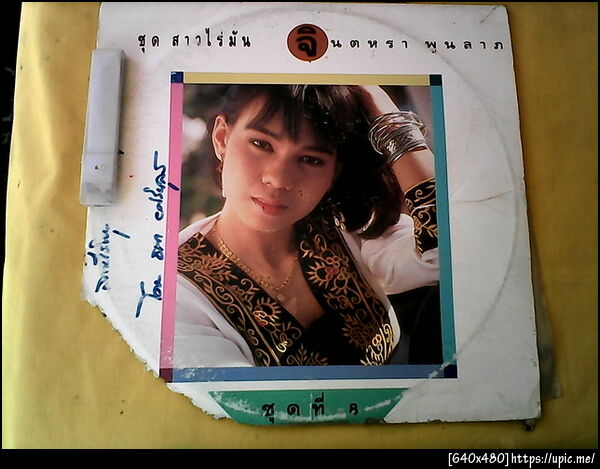 ชุด สาวไร่มัน
จินตหรา พูนลาภ
ชุดที่ 8
[640x480]https://upic.me/